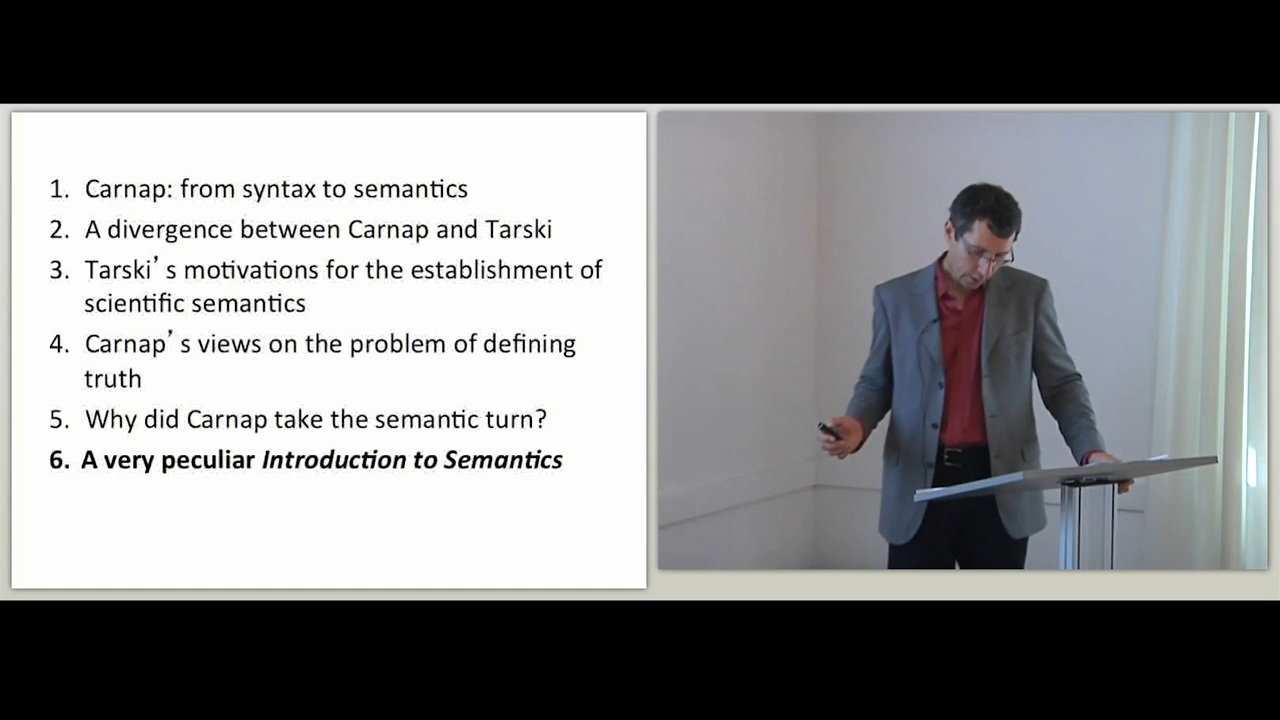 1. Carnap: from syntax to semantics
2. A divergence between Carnap and Tarski
3. Tarski’s motivations for the establishment of
scientific semantics
4. Carnap’s views on the problem of defining
truth
5. Why did Carnap take the semantic turn?
6. A very peculiar Introduction to Semantics